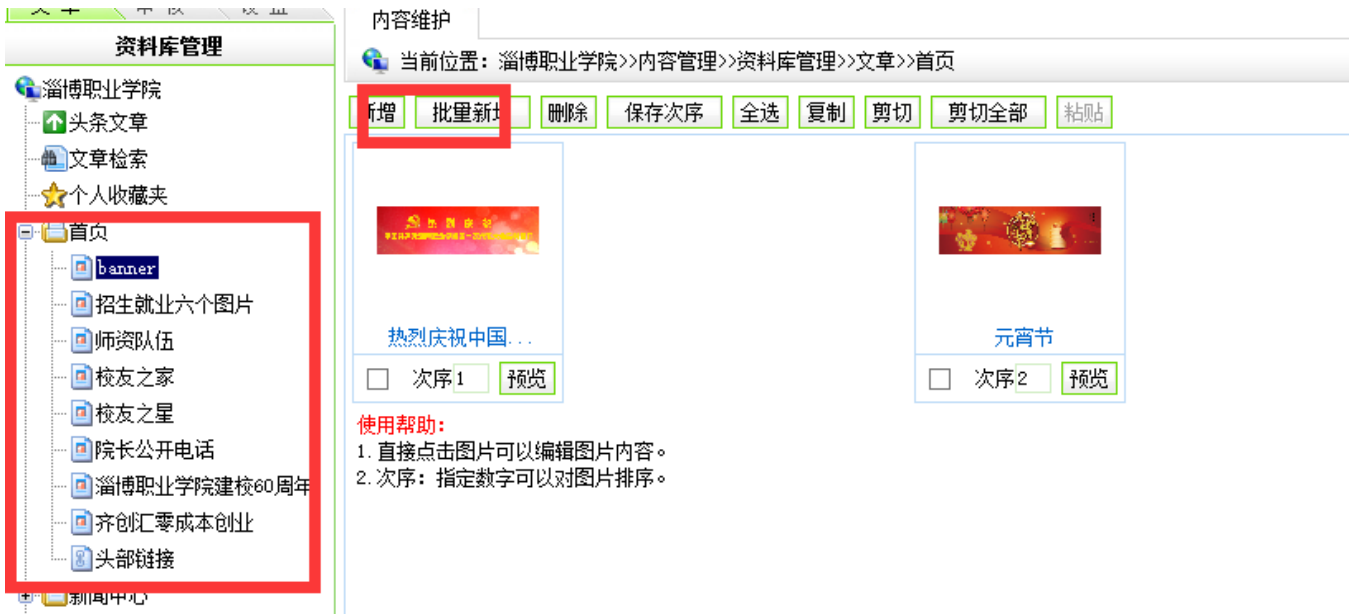 资料库管理
淄博职业学院
头条文章
文章检索
个人收藏夹
首页
banner
招生就业六个图片
师资队伍
校友之家
校友之星
院长公开电话
淄博职业学院建校60周年
齐创汇零成本创业
头部链接
新闻中心
内容维护
当前位置：淄博职业学院>>内容管理>>资料库管理>>文章>>首页
新增 批量新增 删除 保存次序 全选 复制 剪切 剪切全部 粘贴
热烈庆祝中国...
次序1 预览
元宵节
次序2 预览
使用帮助：
1.直接点击图片可以编辑图片内容。
2.次序：指定数字可以对图片排序。